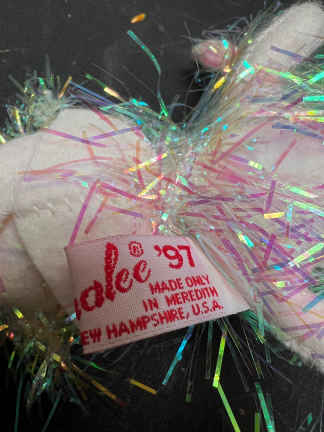 alee® '97
MADE ONLY
IN MEREDITH
EW HAMPSHIRE, U.S.A.